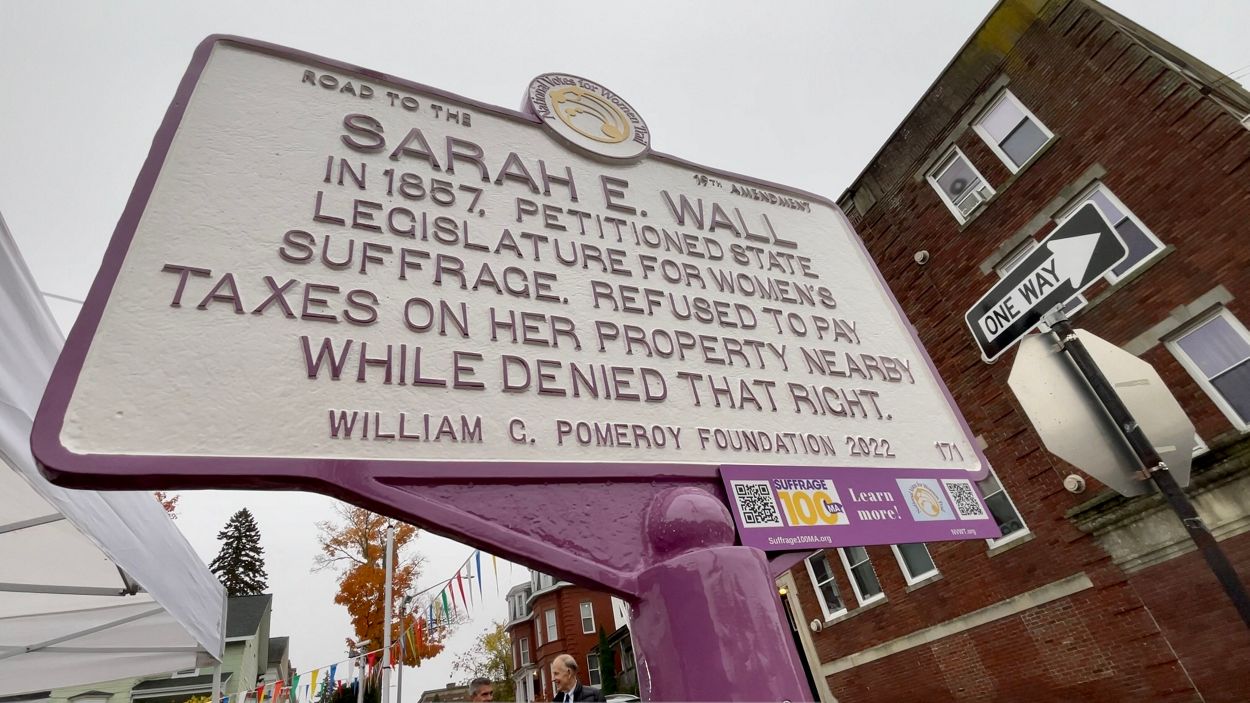 National Votes for Women Trail
ROAD TO THE
19TH AMENDMENT
SARAH E. WALL
IN 1857, PETITIONED STATE
LEGISLATURE FOR WOMEN'S
SUFFRAGE. REFUSED TO PAY
TAXES ON HER PROPERTY NEARBY
WHILE DENIED THAT RIGHT.
WILLIAM G. POMEROY FOUNDATION 2022
171
SUFFRAGE
100 MA
Suffrage100MA.org
Learn
more!
NVWT.org
ONE WAY